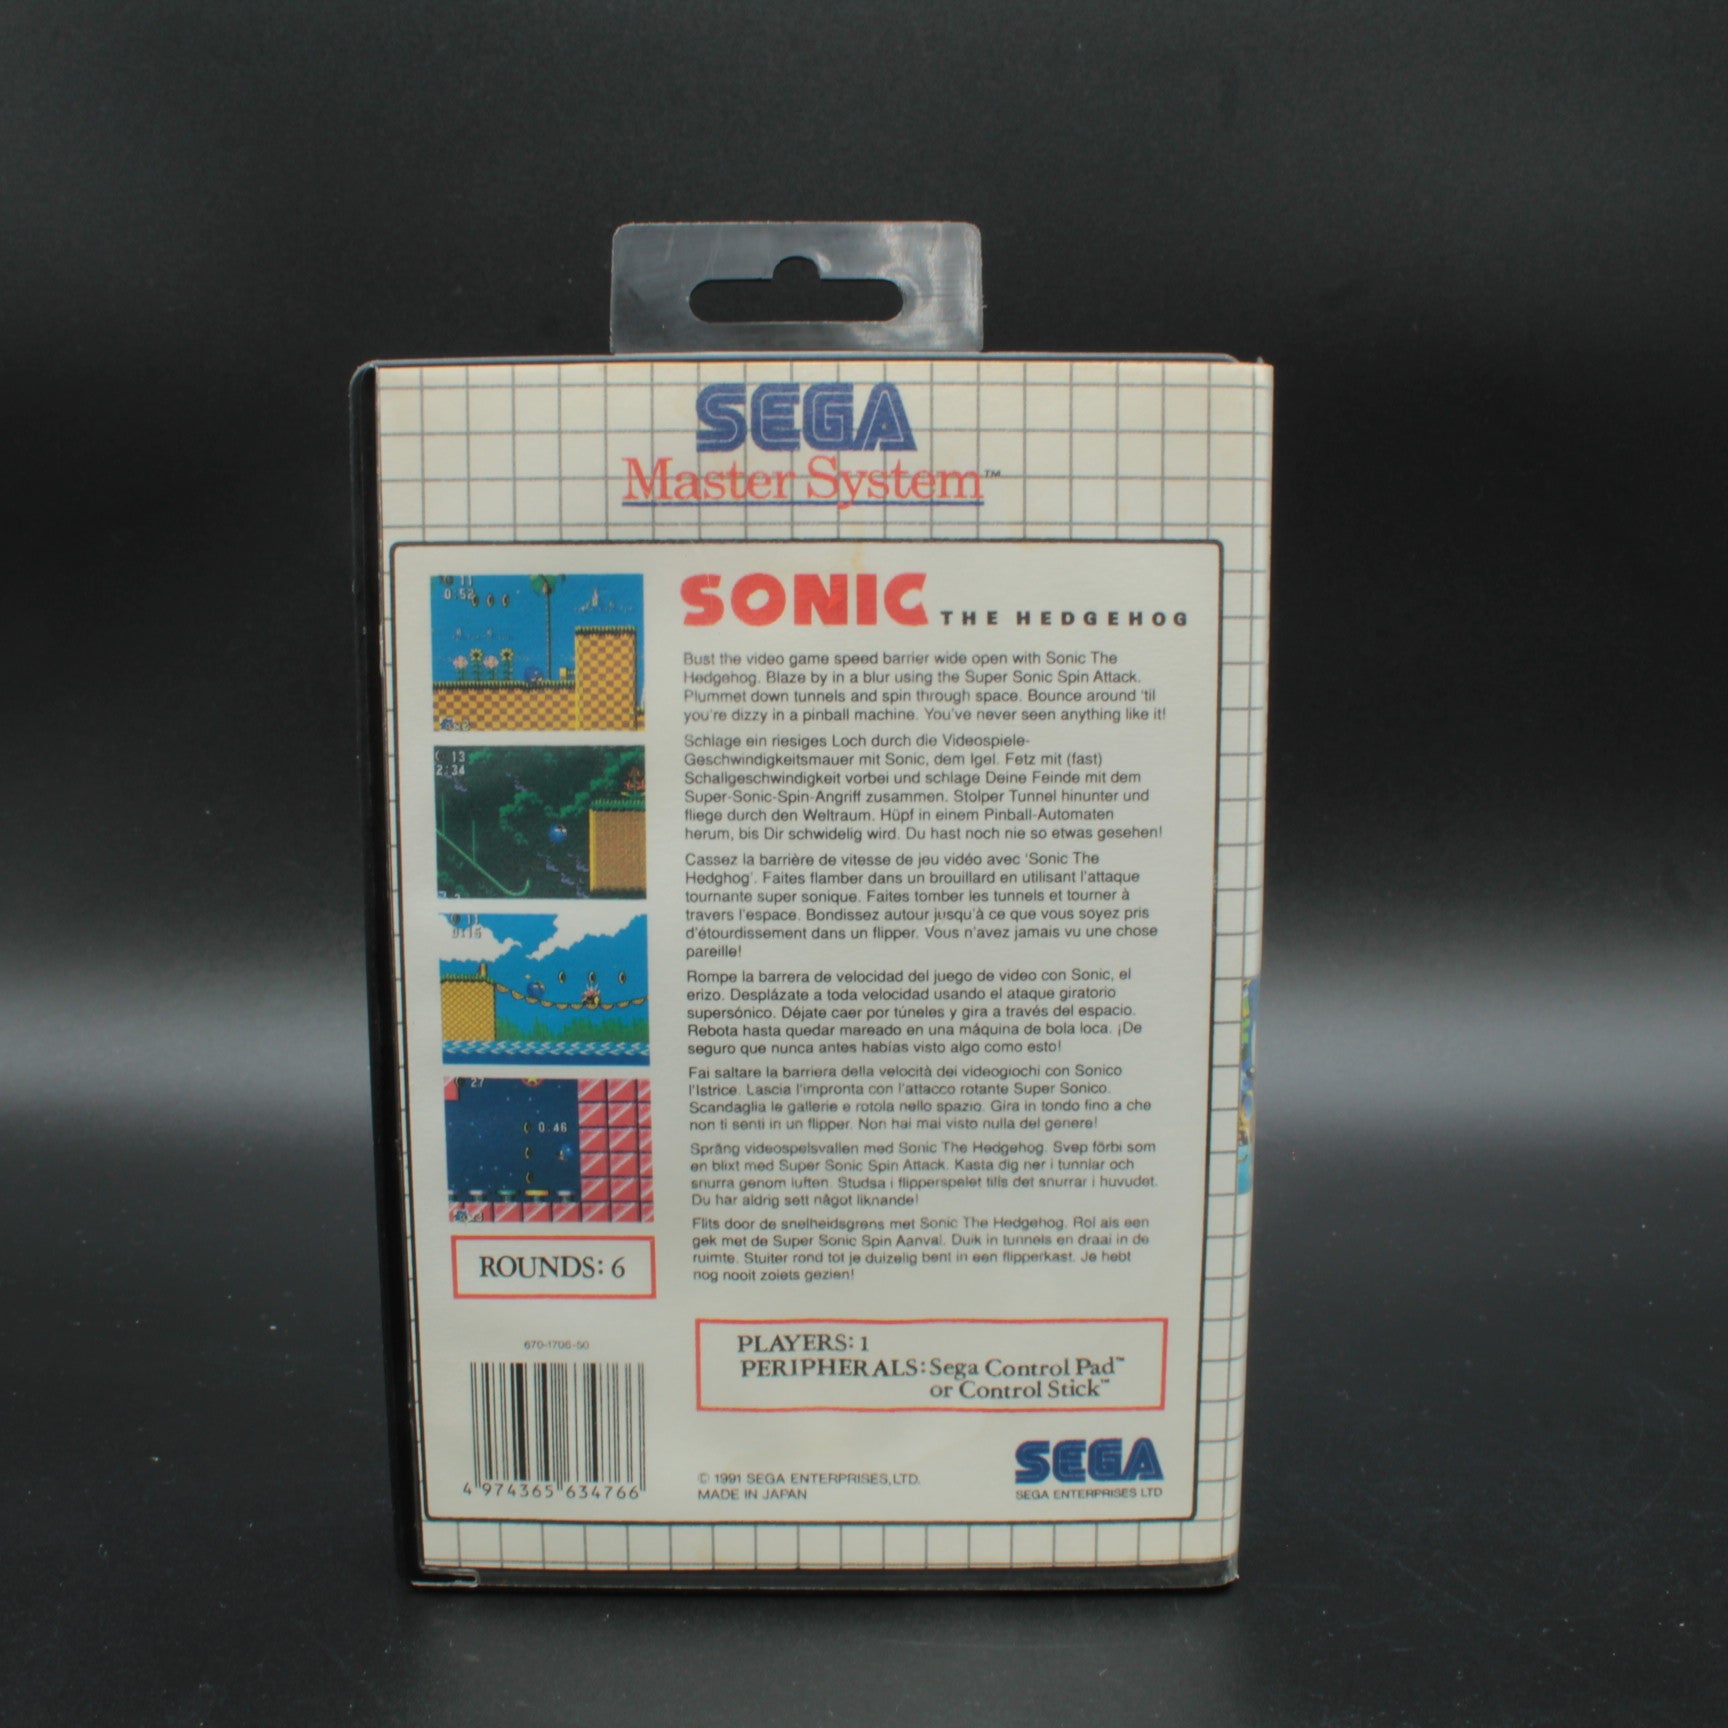 SEGA
Master System™
SONIC THE HEDGEHOG
Bust the video game speed barrier wide open with Sonic The
Hedgehog. Blaze by in a blur using the Super Sonic Spin Attack.
Plummet down tunnels and spin through space. Bounce around 'til
you're dizzy in a pinball machine. You've never seen anything like it!
Schlage ein riesiges Loch durch die Videospiele-
Geschwindigkeitsmauer mit Sonic, dem Igel. Fetz mit (fast)
Schallgeschwindigkeit vorbei und schlage Deine Feinde mit dem
Super-Sonic-Spin-Angriff zusammen. Stolper Tunnel hinunter und
fliege durch den Weltraum. Hüpf in einem Pinball-Automaten
herum, bis Dir schwidelig wird. Du hast noch nie so etwas gesehen!
Cassez la barrière de vitesse de jeu vidéo avec 'Sonic The
Hedghog'. Faites flamber dans un brouillard en utilisant l'attaque
tournante super sonique. Faites tomber les tunnels et tourner à
travers l'espace. Bondissez autour jusqu'à ce que vous soyez pris
d'étourdissement dans un flipper. Vous n'avez jamais vu une chose
pareille!
Rompe la barrera de velocidad del juego de video con Sonic, el
erizo. Desplázate a toda velocidad usando el ataque giratorio
supersónico. Déjate caer por túneles y gira a través del espacio.
Rebota hasta quedar mareado en una máquina de bola loca. ¡De
seguro que nunca antes habías visto algo como esto!
Fai saltare la barriera della velocità dei videogiochi con Sonico
l'Istrice. Lascia l'impronta con l'attacco rotante Super Sonico.
Scandaglia le gallerie e rotola nello spazio. Gira in tondo fino a che
non ti senti in un flipper. Non hai mai visto nulla del genere!
Spräng videospelsvallen med Sonic The Hedgehog. Svep förbi som
en blixt med Super Sonic Spin Attack. Kasta dig ner i tunnlar och
snurra genom luften. Studsa i flipperspelet tills det snurrar i huvudet.
Du har aldrig sett något liknande!
Flits door de snelheidsgrens met Sonic The Hedgehog. Rol als een
gek met de Super Sonic Spin Aanval. Duik in tunnels en draai in de
ruimte. Stuiter rond tot je duizelig bent in een flipperkast. Je hebt
nog nooit zoiets gezien!
11
0:52
13
2:34
11
27
0:46
ROUNDS: 6
670-1706-50
4 974365 634766
PLAYERS: 1
PERIPHERALS: Sega Control Pad™
or Control Stick™
© 1991 SEGA ENTERPRISES, LTD.
MADE IN JAPAN
SEGA
SEGA ENTERPRISES LTD